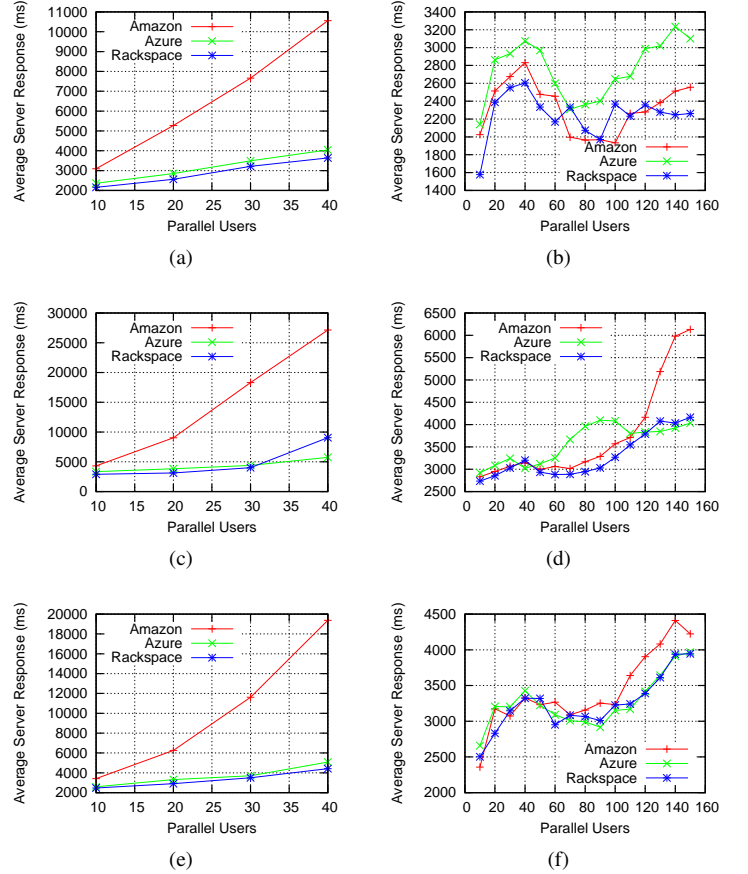 11000
10000
9000
8000
7000
6000
5000
4000
3000
2000
10 15 20 25 30 35 40
Average Server Response (ms)
Parallel Users
Amazon
Azure
Rackspace
(a)
3400
3200
3000
2800
2600
2400
2200
2000
1800
1600
1400
0 20 40 60 80 100 120 140 160
Average Server Response (ms)
Parallel Users
Amazon
Azure
Rackspace
(b)
30000
25000
20000
15000
10000
5000
0
10 15 20 25 30 35 40
Average Server Response (ms)
Parallel Users
Amazon
Azure
Rackspace
(c)
6500
6000
5500
5000
4500
4000
3500
3000
2500
0 20 40 60 80 100 120 140 160
Average Server Response (ms)
Parallel Users
Amazon
Azure
Rackspace
(d)
20000
18000
16000
14000
12000
10000
8000
6000
4000
2000
10 15 20 25 30 35 40
Average Server Response (ms)
Parallel Users
Amazon
Azure
Rackspace
(e)
4500
4000
3500
3000
2500
2000
0 20 40 60 80 100 120 140 160
Average Server Response (ms)
Parallel Users
Amazon
Azure
Rackspace
(f)